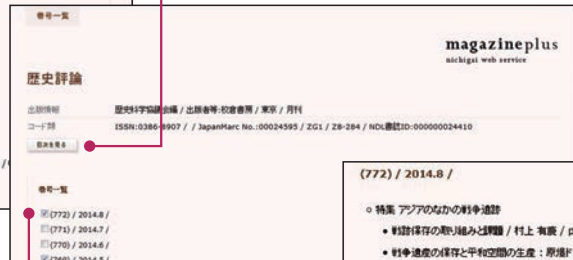 巻号一覧
magazineplus
nichigai web service
歴史評論
出版情報 歴史科学協議会編 / 出版者等:校倉書房 / 東京 / 月刊
コード類 ISSN:0386-8907 / / JapanMarc No.:00024595 / ZG1 / Z8-284 / NDL書誌ID:000000024410
目次を見る
巻号一覧
(772) / 2014.8 /
(771) / 2014.7 /
(770) / 2014.6 /
(769) / 2014.5 /
(772) / 2014.8 /
特集 アジアのなかの戦争遺跡
戦跡保存の取り組みと課題 / 村上 有慶 / p
戦争遺産の保存と平和空間の生産 : 原爆ド